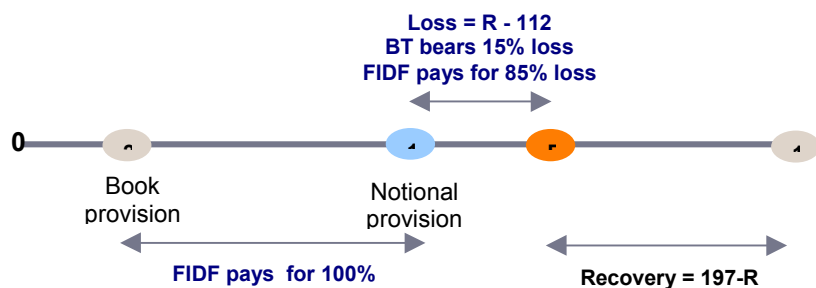 Loss = R - 112
BT bears 15% loss
FIDF pays for 85% loss
0
Book
provision
Notional
provision
FIDF pays for 100%
Recovery = 197-R